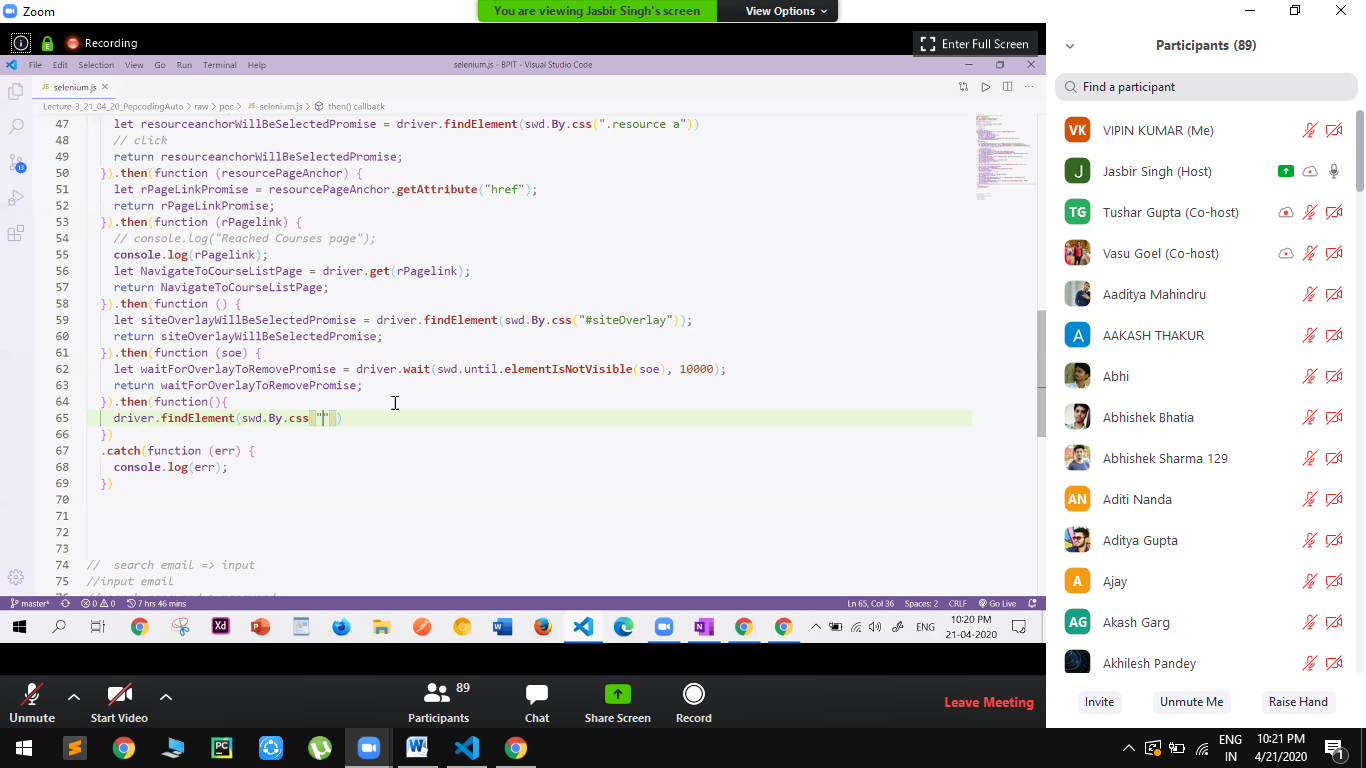 Zoom
You are viewing Jasbir Singh's screen
View Options
Recording
Enter Full Screen
File Edit Selection View Go Run Terminal Help
selenium.js - BPIT - Visual Studio Code
JS selenium.js
Lecture-3_21_04_20_PepcodingAuto > raw > poc > JS selenium.js > then() callback
47 let resourceanchorWillBeSelectedPromise = driver.findElement(swd.By.css(".resource a"))
48 // click
49 return resourceanchorWillBeSelectedPromise;
50 }).then(function (resourcePageAnchor) {
51 let rPageLinkPromise = resourcePageAnchor.getAttribute("href");
52 return rPageLinkPromise;
53 }).then(function (rPagelink) {
54 // console.log("Reached Courses page");
55 console.log(rPagelink);
56 let NavigateToCourseListPage = driver.get(rPagelink);
57 return NavigateToCourseListPage;
58 }).then(function () {
59 let siteOverlayWillBeSelectedPromise = driver.findElement(swd.By.css("#siteOverlay"));
60 return siteOverlayWillBeSelectedPromise;
61 }).then(function (soe) {
62 let waitForOverlayToRemovePromise = driver.wait(swd.until.elementIsNotVisible(soe), 10000);
63 return waitForOverlayToRemovePromise;
64 }).then(function(){
65 driver.findElement(swd.By.css(""))
66 })
67 .catch(function (err) {
68 console.log(err);
69 })
70
71
72
73
74 // search email => input
75 //input email
master* 0 0 7 hrs 46 mins
Ln 65, Col 36 Spaces: 2 CRLF Go Live
13
ENG
10:20 PM
21-04-2020
Participants (89)
Find a participant
VK VIPIN KUMAR (Me)
J Jasbir Singh (Host)
TG Tushar Gupta (Co-host)
Vasu Goel (Co-host)
Aaditya Mahindru
A AAKASH THAKUR
Abhi
Abhishek Bhatia
Abhishek Sharma 129
AN Aditi Nanda
Aditya Gupta
A Ajay
AG Akash Garg
Akhilesh Pandey
Invite
Unmute Me
Raise Hand
Unmute
Start Video
89
Participants
Chat
Share Screen
Record
Leave Meeting
ENG
IN
10:21 PM
4/21/2020
1